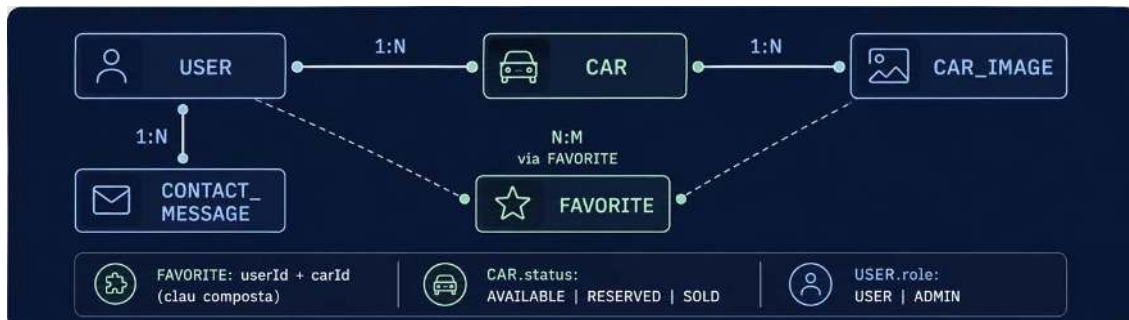 1:N
1:N
USER
CAR
CAR_IMAGE
1:N
N:M
via FAVORITE
CONTACT_
MESSAGE
FAVORITE
FAVORITE: userId + carId
(clau composta)
CAR.status:
AVAILABLE | RESERVED | SOLD
USER.role:
USER | ADMIN